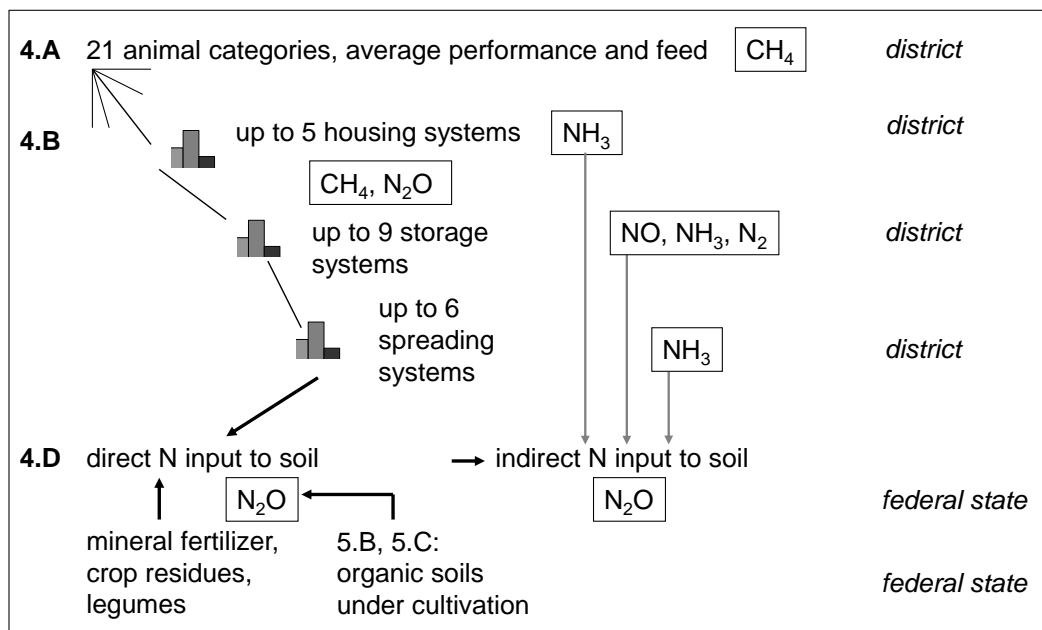 4.A 21 animal categories, average performance and feed CH₄ district
4.B up to 5 housing systems NH₃ district
CH₄, N₂O
up to 9 storage NO, NH₃, N₂ district
systems
up to 6
spreading NH₃ district
systems
4.D direct N input to soil indirect N input to soil
N₂O N₂O federal state
mineral fertilizer, 5.B, 5.C:
crop residues, organic soils federal state
legumes under cultivation